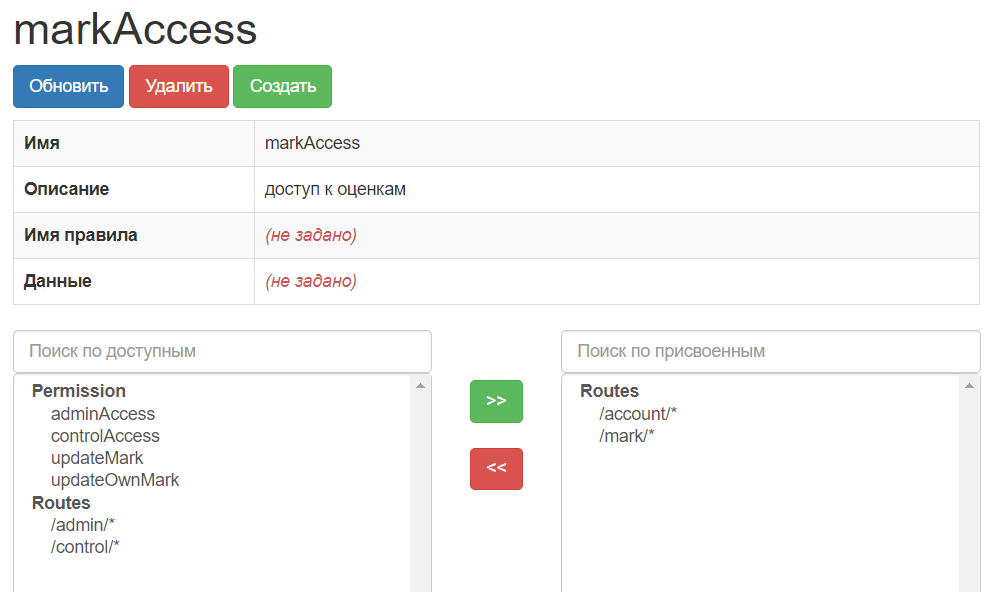 markAccess
Обновить Удалить Создать
Имя markAccess
Описание доступ к оценкам
Имя правила (не задано)
Данные (не задано)
Поиск по доступным
Permission
adminAccess
controlAccess
updateMark
updateOwnMark
Routes
/admin/*
/control/*
>>
<<
Поиск по присвоенным
Routes
/account/*
/mark/*